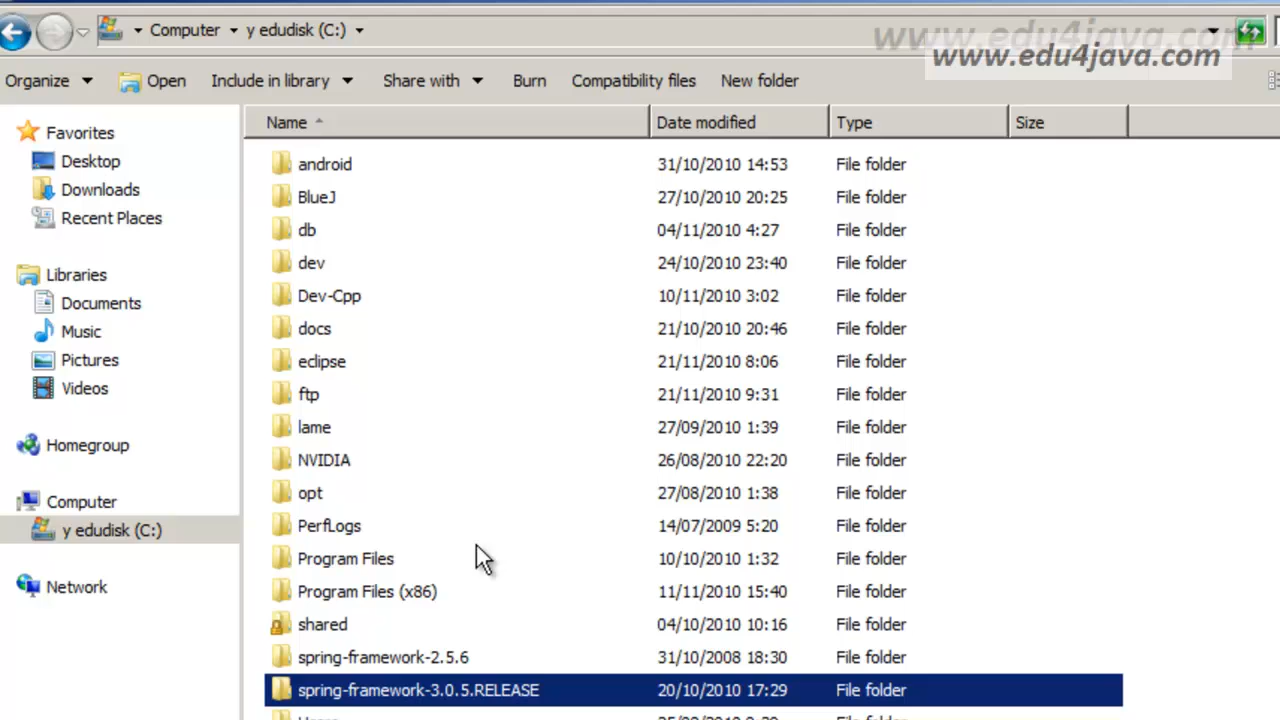 Computer y edudisk (C:)
www.edu4java.com
www.edu4java.com
Organize Open Include in library Share with Burn Compatibility files New folder
Name Date modified Type Size
Favorites
Desktop
Downloads
Recent Places
Libraries
Documents
Music
Pictures
Videos
Homegroup
Computer
y edudisk (C:)
Network
android 31/10/2010 14:53 File folder
BlueJ 27/10/2010 20:25 File folder
db 04/11/2010 4:27 File folder
dev 24/10/2010 23:40 File folder
Dev-Cpp 10/11/2010 3:02 File folder
docs 21/10/2010 20:46 File folder
eclipse 21/11/2010 8:06 File folder
ftp 21/11/2010 9:31 File folder
lame 27/09/2010 1:39 File folder
NVIDIA 26/08/2010 22:20 File folder
opt 27/08/2010 1:38 File folder
PerfLogs 14/07/2009 5:20 File folder
Program Files 10/10/2010 1:32 File folder
Program Files (x86) 11/11/2010 15:40 File folder
shared 04/10/2010 10:16 File folder
spring-framework-2.5.6 31/10/2008 18:30 File folder
spring-framework-3.0.5.RELEASE 20/10/2010 17:29 File folder